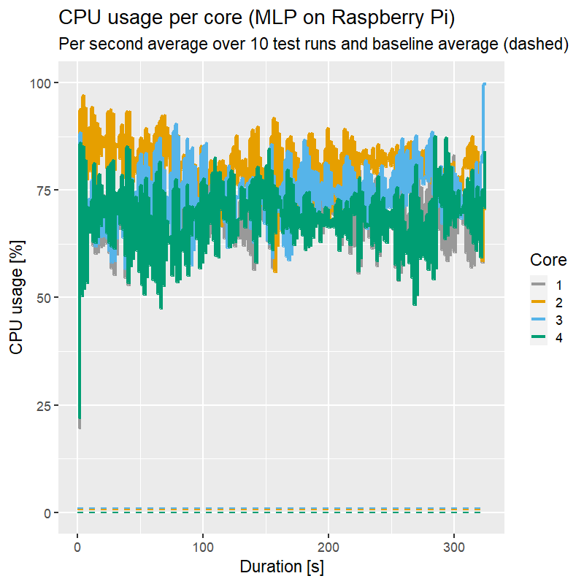 CPU usage per core (MLP on Raspberry Pi)
Per second average over 10 test runs and baseline average (dashed)
100
75
50
25
0
CPU usage [%]
0 100 200 300
Duration [s]
Core
1
2
3
4